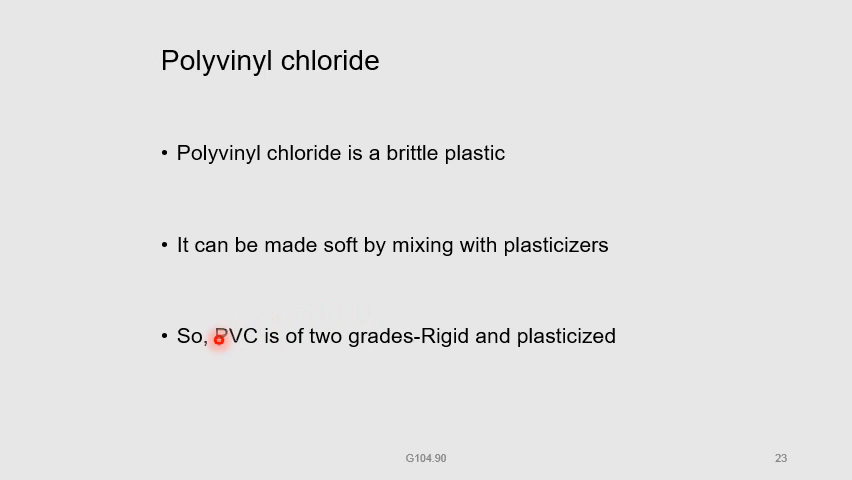 Polyvinyl chloride
• Polyvinyl chloride is a brittle plastic
• It can be made soft by mixing with plasticizers
• So, PVC is of two grades-Rigid and plasticized
G104.90
23